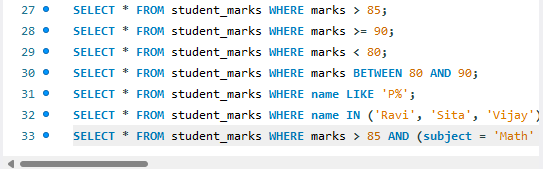 27 SELECT * FROM student_marks WHERE marks > 85;
28 SELECT * FROM student_marks WHERE marks >= 90;
29 SELECT * FROM student_marks WHERE marks < 80;
30 SELECT * FROM student_marks WHERE marks BETWEEN 80 AND 90;
31 SELECT * FROM student_marks WHERE name LIKE 'P%';
32 SELECT * FROM student_marks WHERE name IN ('Ravi', 'Sita', 'Vijay')
33 SELECT * FROM student_marks WHERE marks > 85 AND (subject = 'Math'